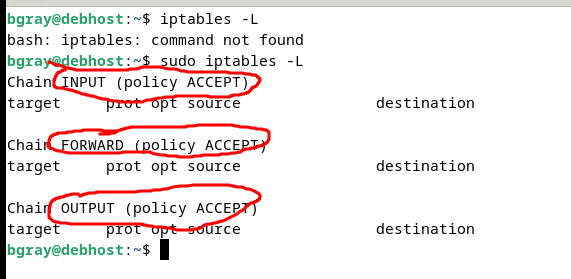 bgray@debhost:~$ iptables -L
bash: iptables: command not found
bgray@debhost:~$ sudo iptables -L
Chain INPUT (policy ACCEPT)
target     prot opt source               destination

Chain FORWARD (policy ACCEPT)
target     prot opt source               destination

Chain OUTPUT (policy ACCEPT)
target     prot opt source               destination
bgray@debhost:~$